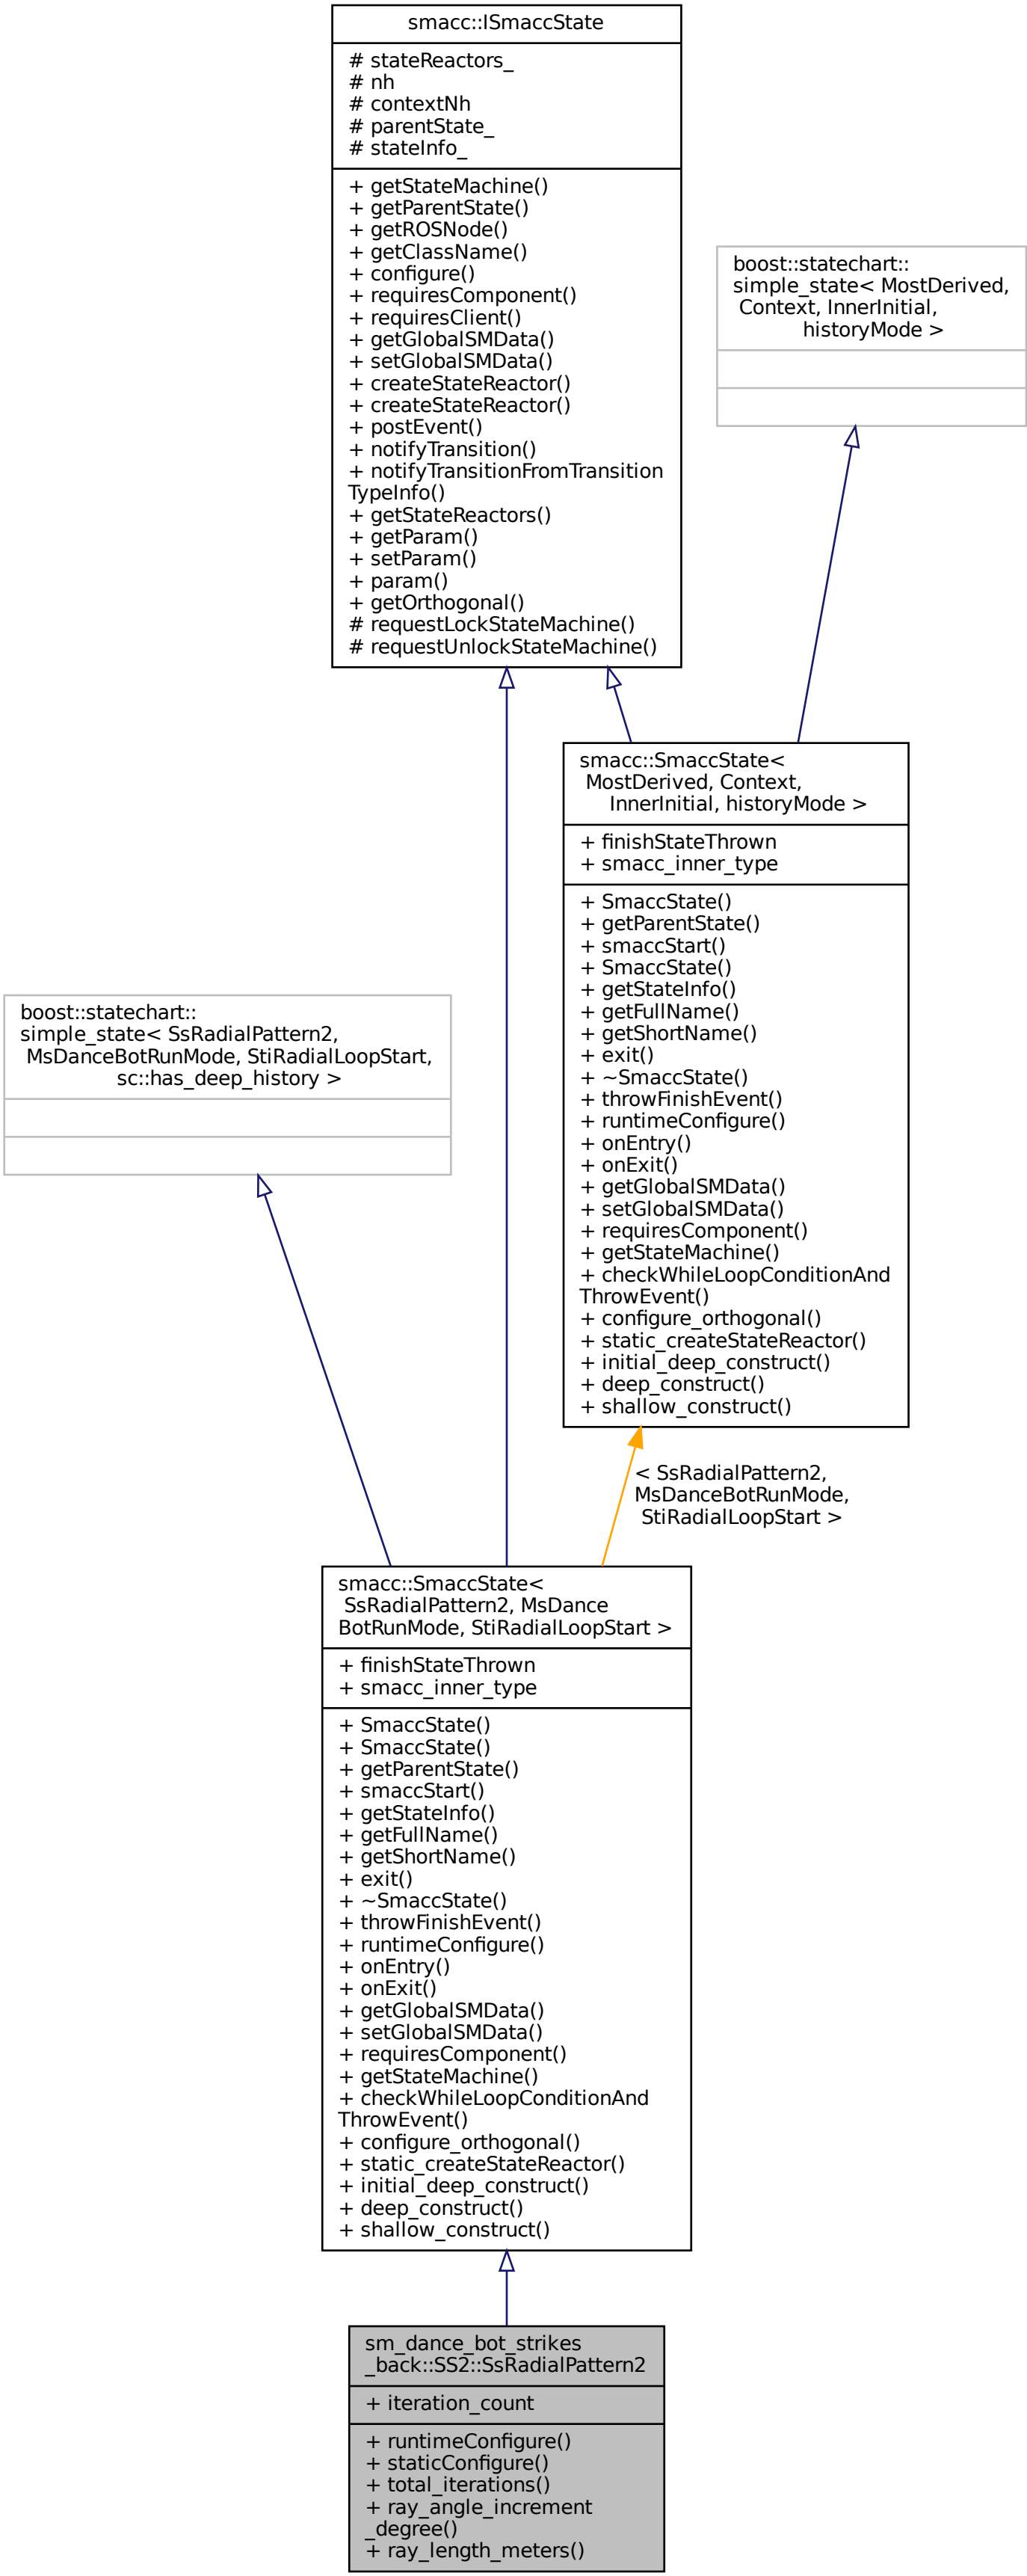 smacc::ISmaccState
# stateReactors_
# nh
# contextNh
# parentState_
# stateInfo_
+ getStateMachine()
+ getParentState()
+ getROSNode()
+ getClassName()
+ configure()
+ requiresComponent()
+ requiresClient()
+ getGlobalSMData()
+ setGlobalSMData()
+ createStateReactor()
+ createStateReactor()
+ postEvent()
+ notifyTransition()
+ notifyTransitionFromTransition
TypeInfo()
+ getStateReactors()
+ getParam()
+ setParam()
+ param()
+ getOrthogonal()
# requestLockStateMachine()
# requestUnlockStateMachine()
boost::statechart::
simple_state< MostDerived,
Context, InnerInitial,
historyMode >
smacc::SmaccState<
MostDerived, Context,
InnerInitial, historyMode >
+ finishStateThrown
+ smacc_inner_type
+ SmaccState()
+ getParentState()
+ smaccStart()
+ SmaccState()
+ getStateInfo()
+ getFullName()
+ getShortName()
+ exit()
+ ~SmaccState()
+ throwFinishEvent()
+ runtimeConfigure()
+ onEntry()
+ onExit()
+ getGlobalSMData()
+ setGlobalSMData()
+ requiresComponent()
+ getStateMachine()
+ checkWhileLoopConditionAnd
ThrowEvent()
+ configure_orthogonal()
+ static_createStateReactor()
+ initial_deep_construct()
+ deep_construct()
+ shallow_construct()
boost::statechart::
simple_state< SsRadialPattern2,
MsDanceBotRunMode, StiRadialLoopStart,
sc::has_deep_history >
< SsRadialPattern2,
MsDanceBotRunMode,
StiRadialLoopStart >
smacc::SmaccState<
SsRadialPattern2, MsDance
BotRunMode, StiRadialLoopStart >
+ finishStateThrown
+ smacc_inner_type
+ SmaccState()
+ SmaccState()
+ getParentState()
+ smaccStart()
+ getStateInfo()
+ getFullName()
+ getShortName()
+ exit()
+ ~SmaccState()
+ throwFinishEvent()
+ runtimeConfigure()
+ onEntry()
+ onExit()
+ getGlobalSMData()
+ setGlobalSMData()
+ requiresComponent()
+ getStateMachine()
+ checkWhileLoopConditionAnd
ThrowEvent()
+ configure_orthogonal()
+ static_createStateReactor()
+ initial_deep_construct()
+ deep_construct()
+ shallow_construct()
sm_dance_bot_strikes
_back::SS2::SsRadialPattern2
+ iteration_count
+ runtimeConfigure()
+ staticConfigure()
+ total_iterations()
+ ray_angle_increment
_degree()
+ ray_length_meters()